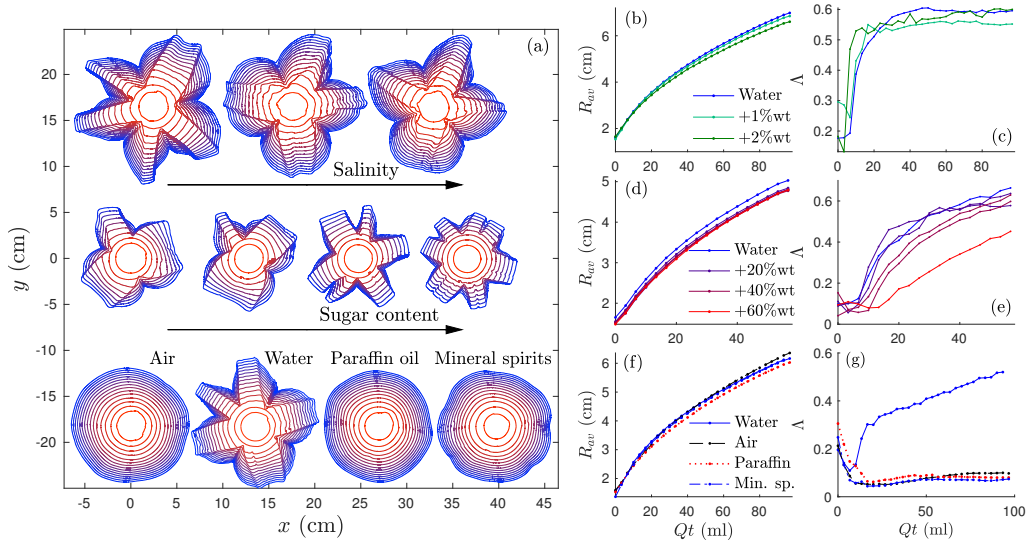 (a)
20
15
10
5
0
-5
-10
-15
-20
y (cm)
Salinity
Sugar content
Air Water Paraffin oil Mineral spirits
-5 0 5 10 15 20 25 30 35 40 45
x (cm)
(b)
6
4
2
R_av (cm)
Water
+1%wt
+2%wt
20 40 60 80
(c)
0.6
0.5
0.4
0.3
0.2
Λ
0 20 40 60 80
(d)
5
4
3
2
R_av (cm)
Water
+20%wt
+40%wt
+60%wt
0 20 40
(e)
0.6
0.4
0.2
0
Λ
0 20 40
(f)
6
5
4
3
2
R_av (cm)
Water
Air
Paraffin
Min. sp.
0 20 40 60 80
Qt (ml)
(g)
0.6
0.4
0.2
0
Λ
0 50 100
Qt (ml)